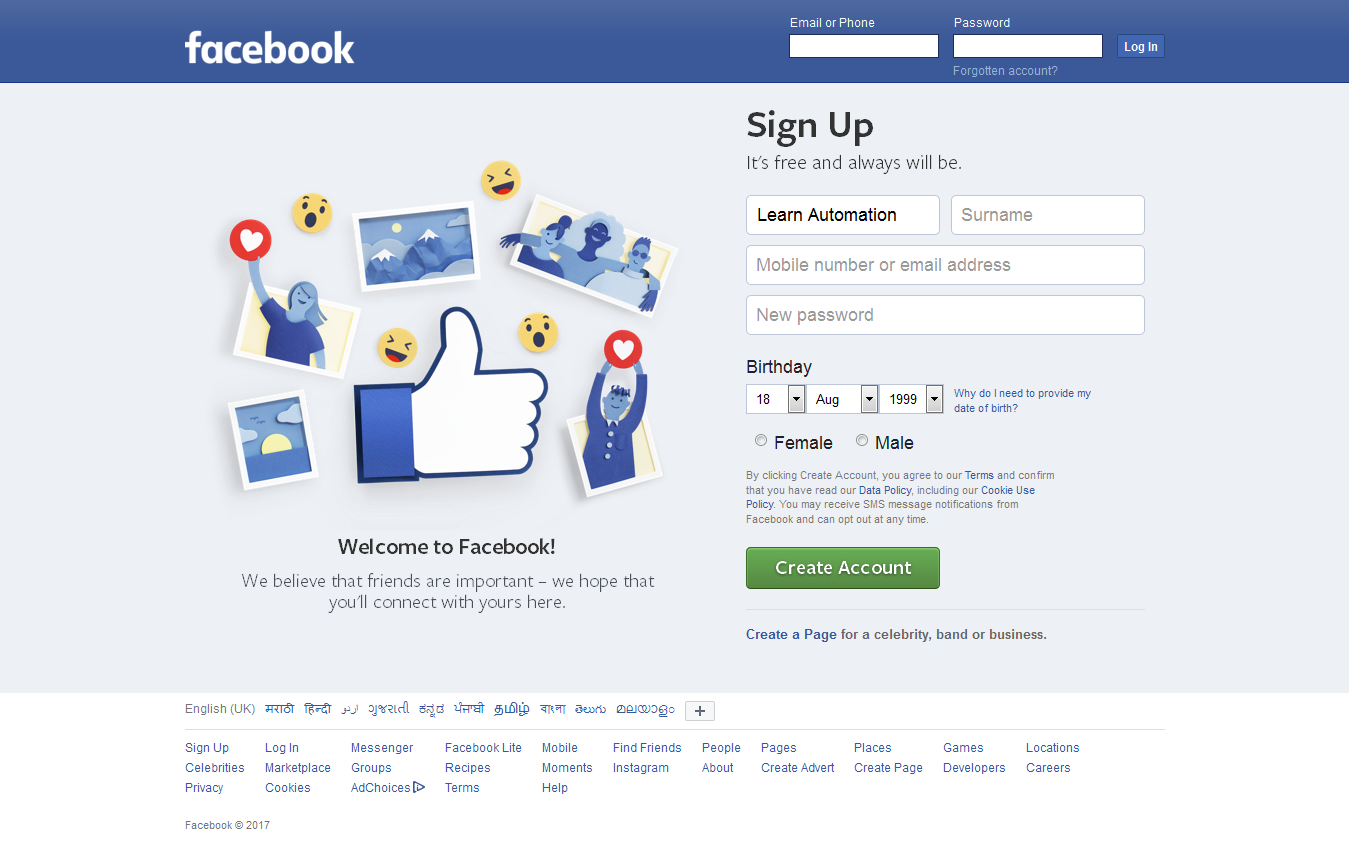 facebook
Email or Phone
Password
Log In
Forgotten account?
Sign Up
It's free and always will be.
Learn Automation
Surname
Mobile number or email address
New password
Birthday
18 Aug 1999
Why do I need to provide my
date of birth?
Female Male
By clicking Create Account, you agree to our Terms and confirm
that you have read our Data Policy, including our Cookie Use
Policy. You may receive SMS message notifications from
Facebook and can opt out at any time.
Create Account
Create a Page for a celebrity, band or business.
Welcome to Facebook!
We believe that friends are important – we hope that
you'll connect with yours here.
English (UK) मराठी हिन्दी اردو ગુજરાતી ಕನ್ನಡ ਪੰਜਾਬੀ தமிழ் বাংলা తెలుగు മലയാളം +
Sign Up Log In Messenger Facebook Lite Mobile Find Friends People Pages Places Games Locations
Celebrities Marketplace Groups Recipes Moments Instagram About Create Advert Create Page Developers Careers
Privacy Cookies AdChoices Terms Help
Facebook © 2017